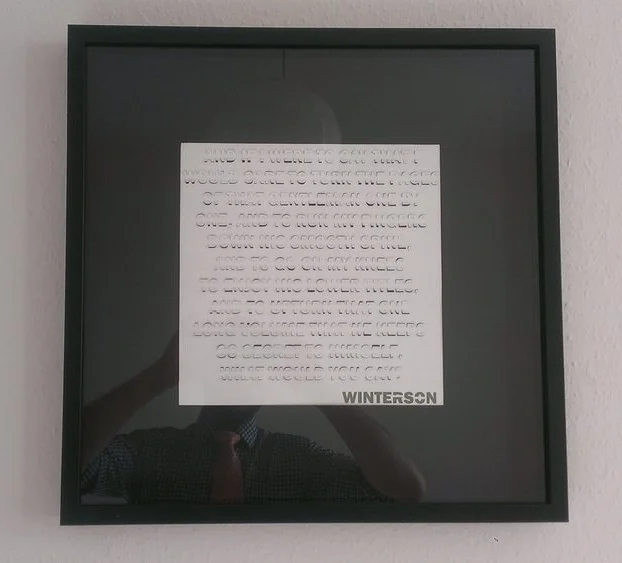 AND IF I WERE TO SAY THAT I
WOULD CARE TO TURN THE PAGES
OF THAT GENTLEMAN ONE BY
ONE, AND TO RUN MY FINGERS
DOWN HIS SMOOTH SPINE,
AND TO GO ON MY KNEES
TO ENJOY HIS LOWER TITLES,
AND TO UPTURN THAT ONE
LONG VOLUME THAT HE KEEPS
SO SECRET TO HIMSELF,
WHAT WOULD YOU SAY?
WINTERSON